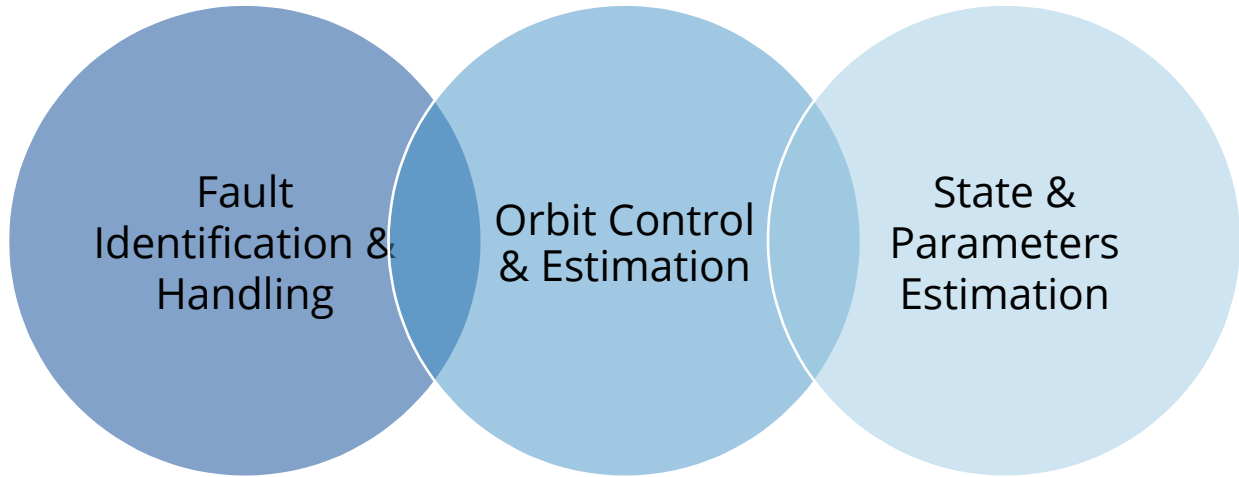 Fault
Identification &
Handling
Orbit Control
& Estimation
State &
Parameters
Estimation